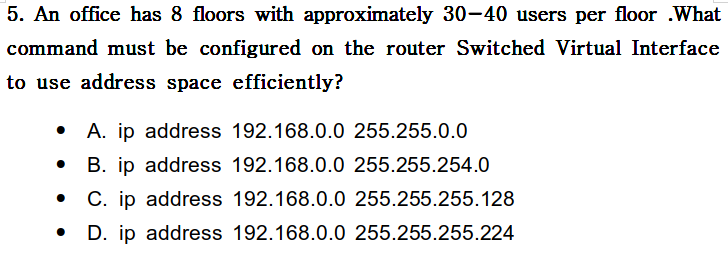 5. An office has 8 floors with approximately 30-40 users per floor .What
command must be configured on the router Switched Virtual Interface
to use address space efficiently?
• A. ip address 192.168.0.0 255.255.0.0
• B. ip address 192.168.0.0 255.255.254.0
• C. ip address 192.168.0.0 255.255.255.128
• D. ip address 192.168.0.0 255.255.255.224